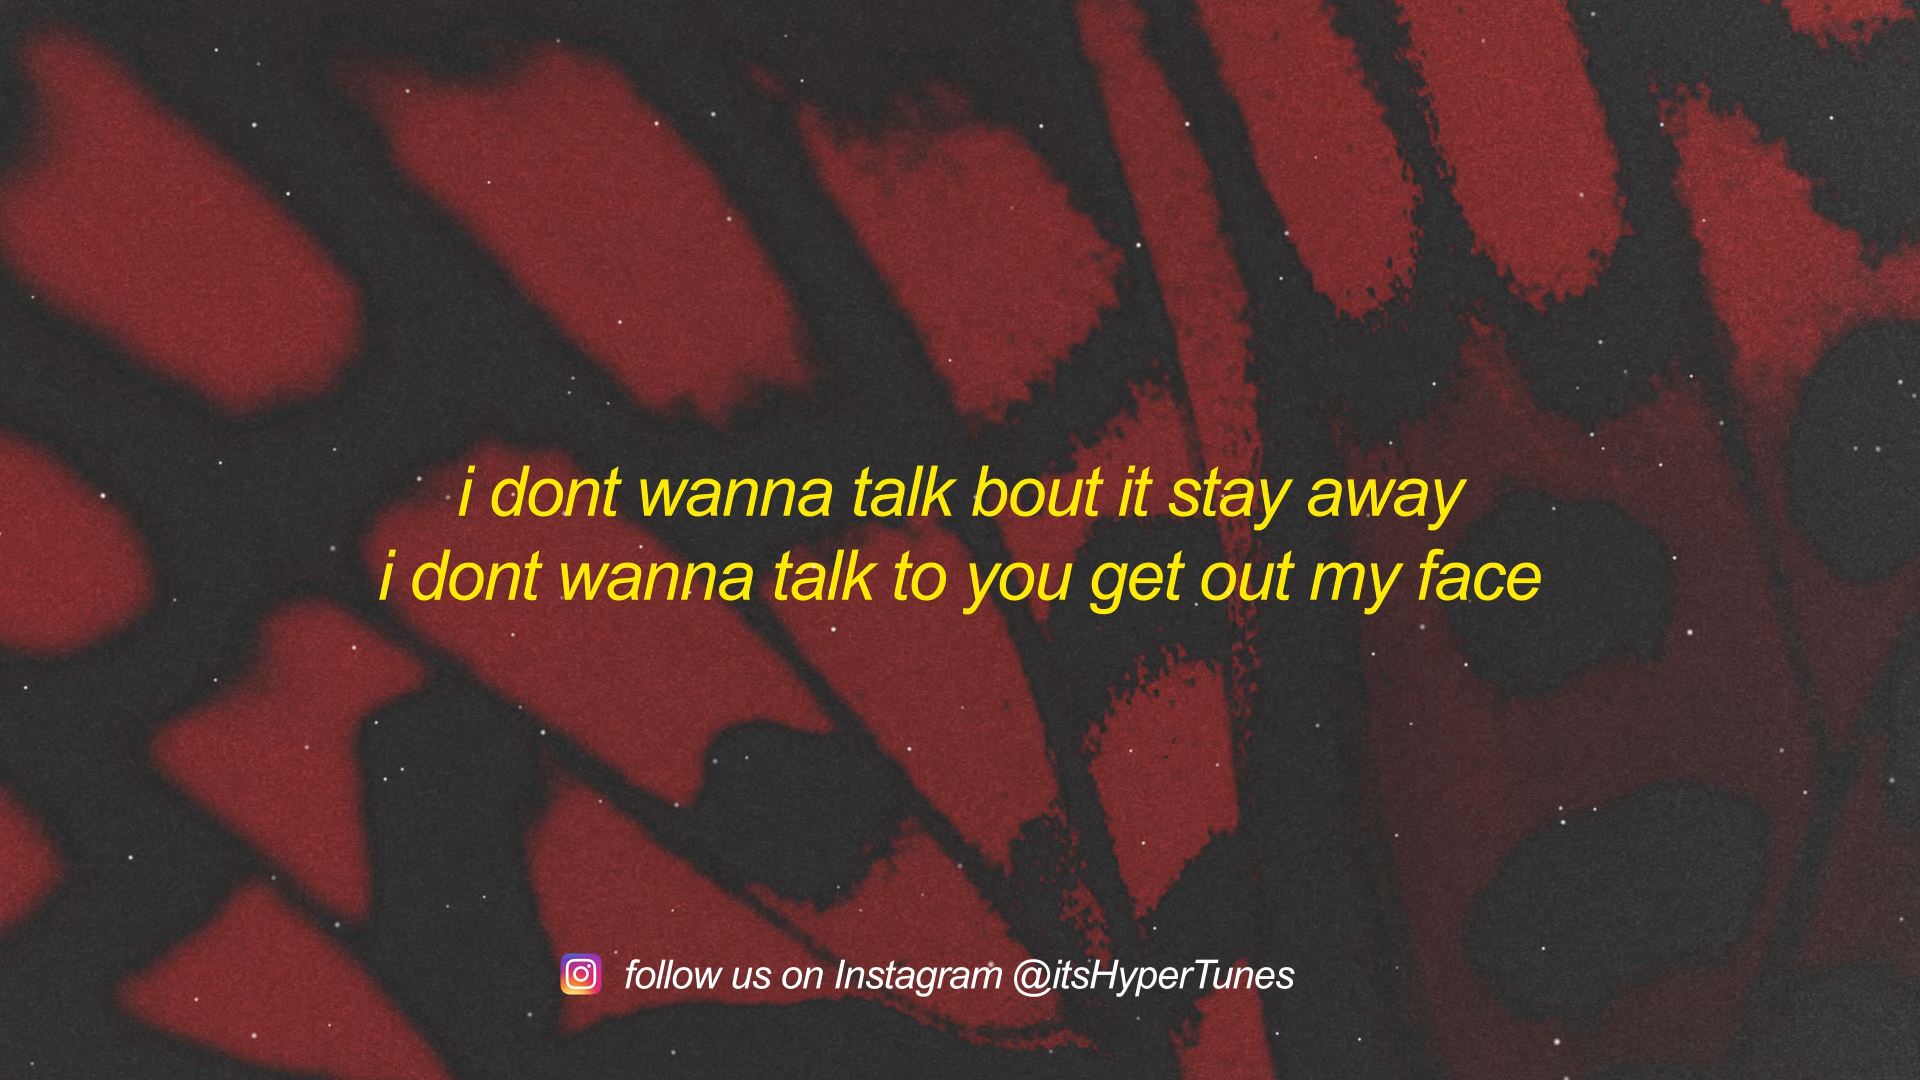 i dont wanna talk bout it stay away
i dont wanna talk to you get out my face
follow us on Instagram @itsHyperTunes